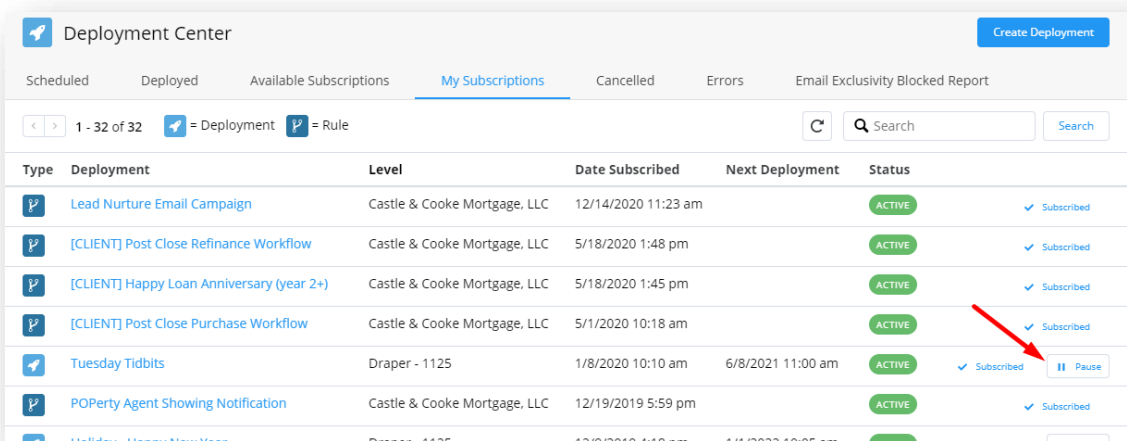 Deployment Center
Create Deployment
Scheduled Deployed Available Subscriptions My Subscriptions Cancelled Errors Email Exclusivity Blocked Report
1 - 32 of 32 = Deployment = Rule Search Search
Type Deployment Level Date Subscribed Next Deployment Status
Lead Nurture Email Campaign Castle & Cooke Mortgage, LLC 12/14/2020 11:23 am ACTIVE Subscribed
[CLIENT] Post Close Refinance Workflow Castle & Cooke Mortgage, LLC 5/18/2020 1:48 pm ACTIVE Subscribed
[CLIENT] Happy Loan Anniversary (year 2+) Castle & Cooke Mortgage, LLC 5/18/2020 1:45 pm ACTIVE Subscribed
[CLIENT] Post Close Purchase Workflow Castle & Cooke Mortgage, LLC 5/1/2020 10:18 am ACTIVE Subscribed
Tuesday Tidbits Draper - 1125 1/8/2020 10:10 am 6/8/2021 11:00 am ACTIVE Subscribed Pause
POPerty Agent Showing Notification Castle & Cooke Mortgage, LLC 12/19/2019 5:59 pm ACTIVE Subscribed